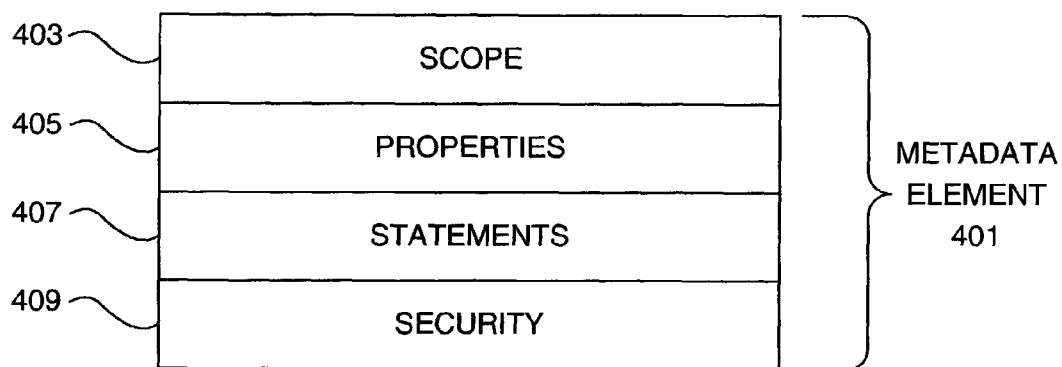 403
SCOPE
405
PROPERTIES
407
STATEMENTS
409
SECURITY
METADATA
ELEMENT
401